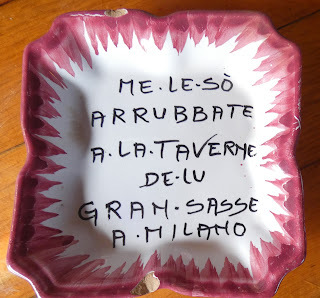 ME·LE·SÒ
ARRUBBATE
A·LA·TAVERNE
DE·LU
GRAN·SASSE
A·MILANO